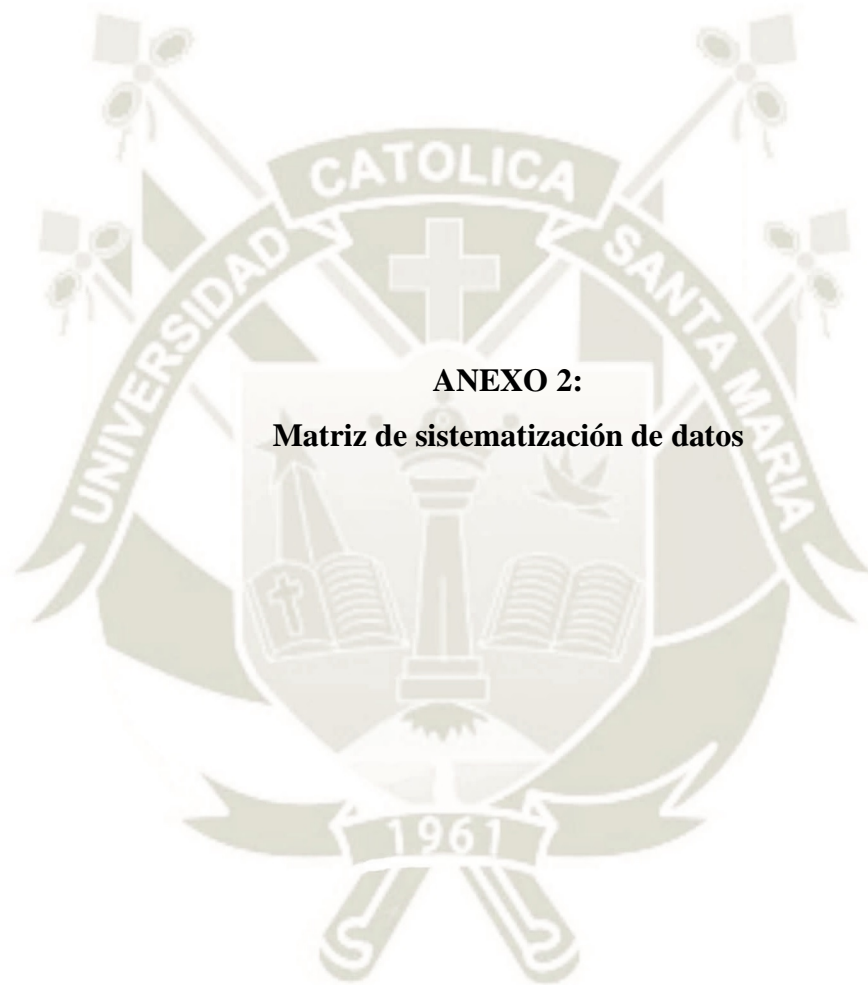 UNIVERSIDAD CATOLICA SANTA MARIA
ANEXO 2:
Matriz de sistematización de datos
1961